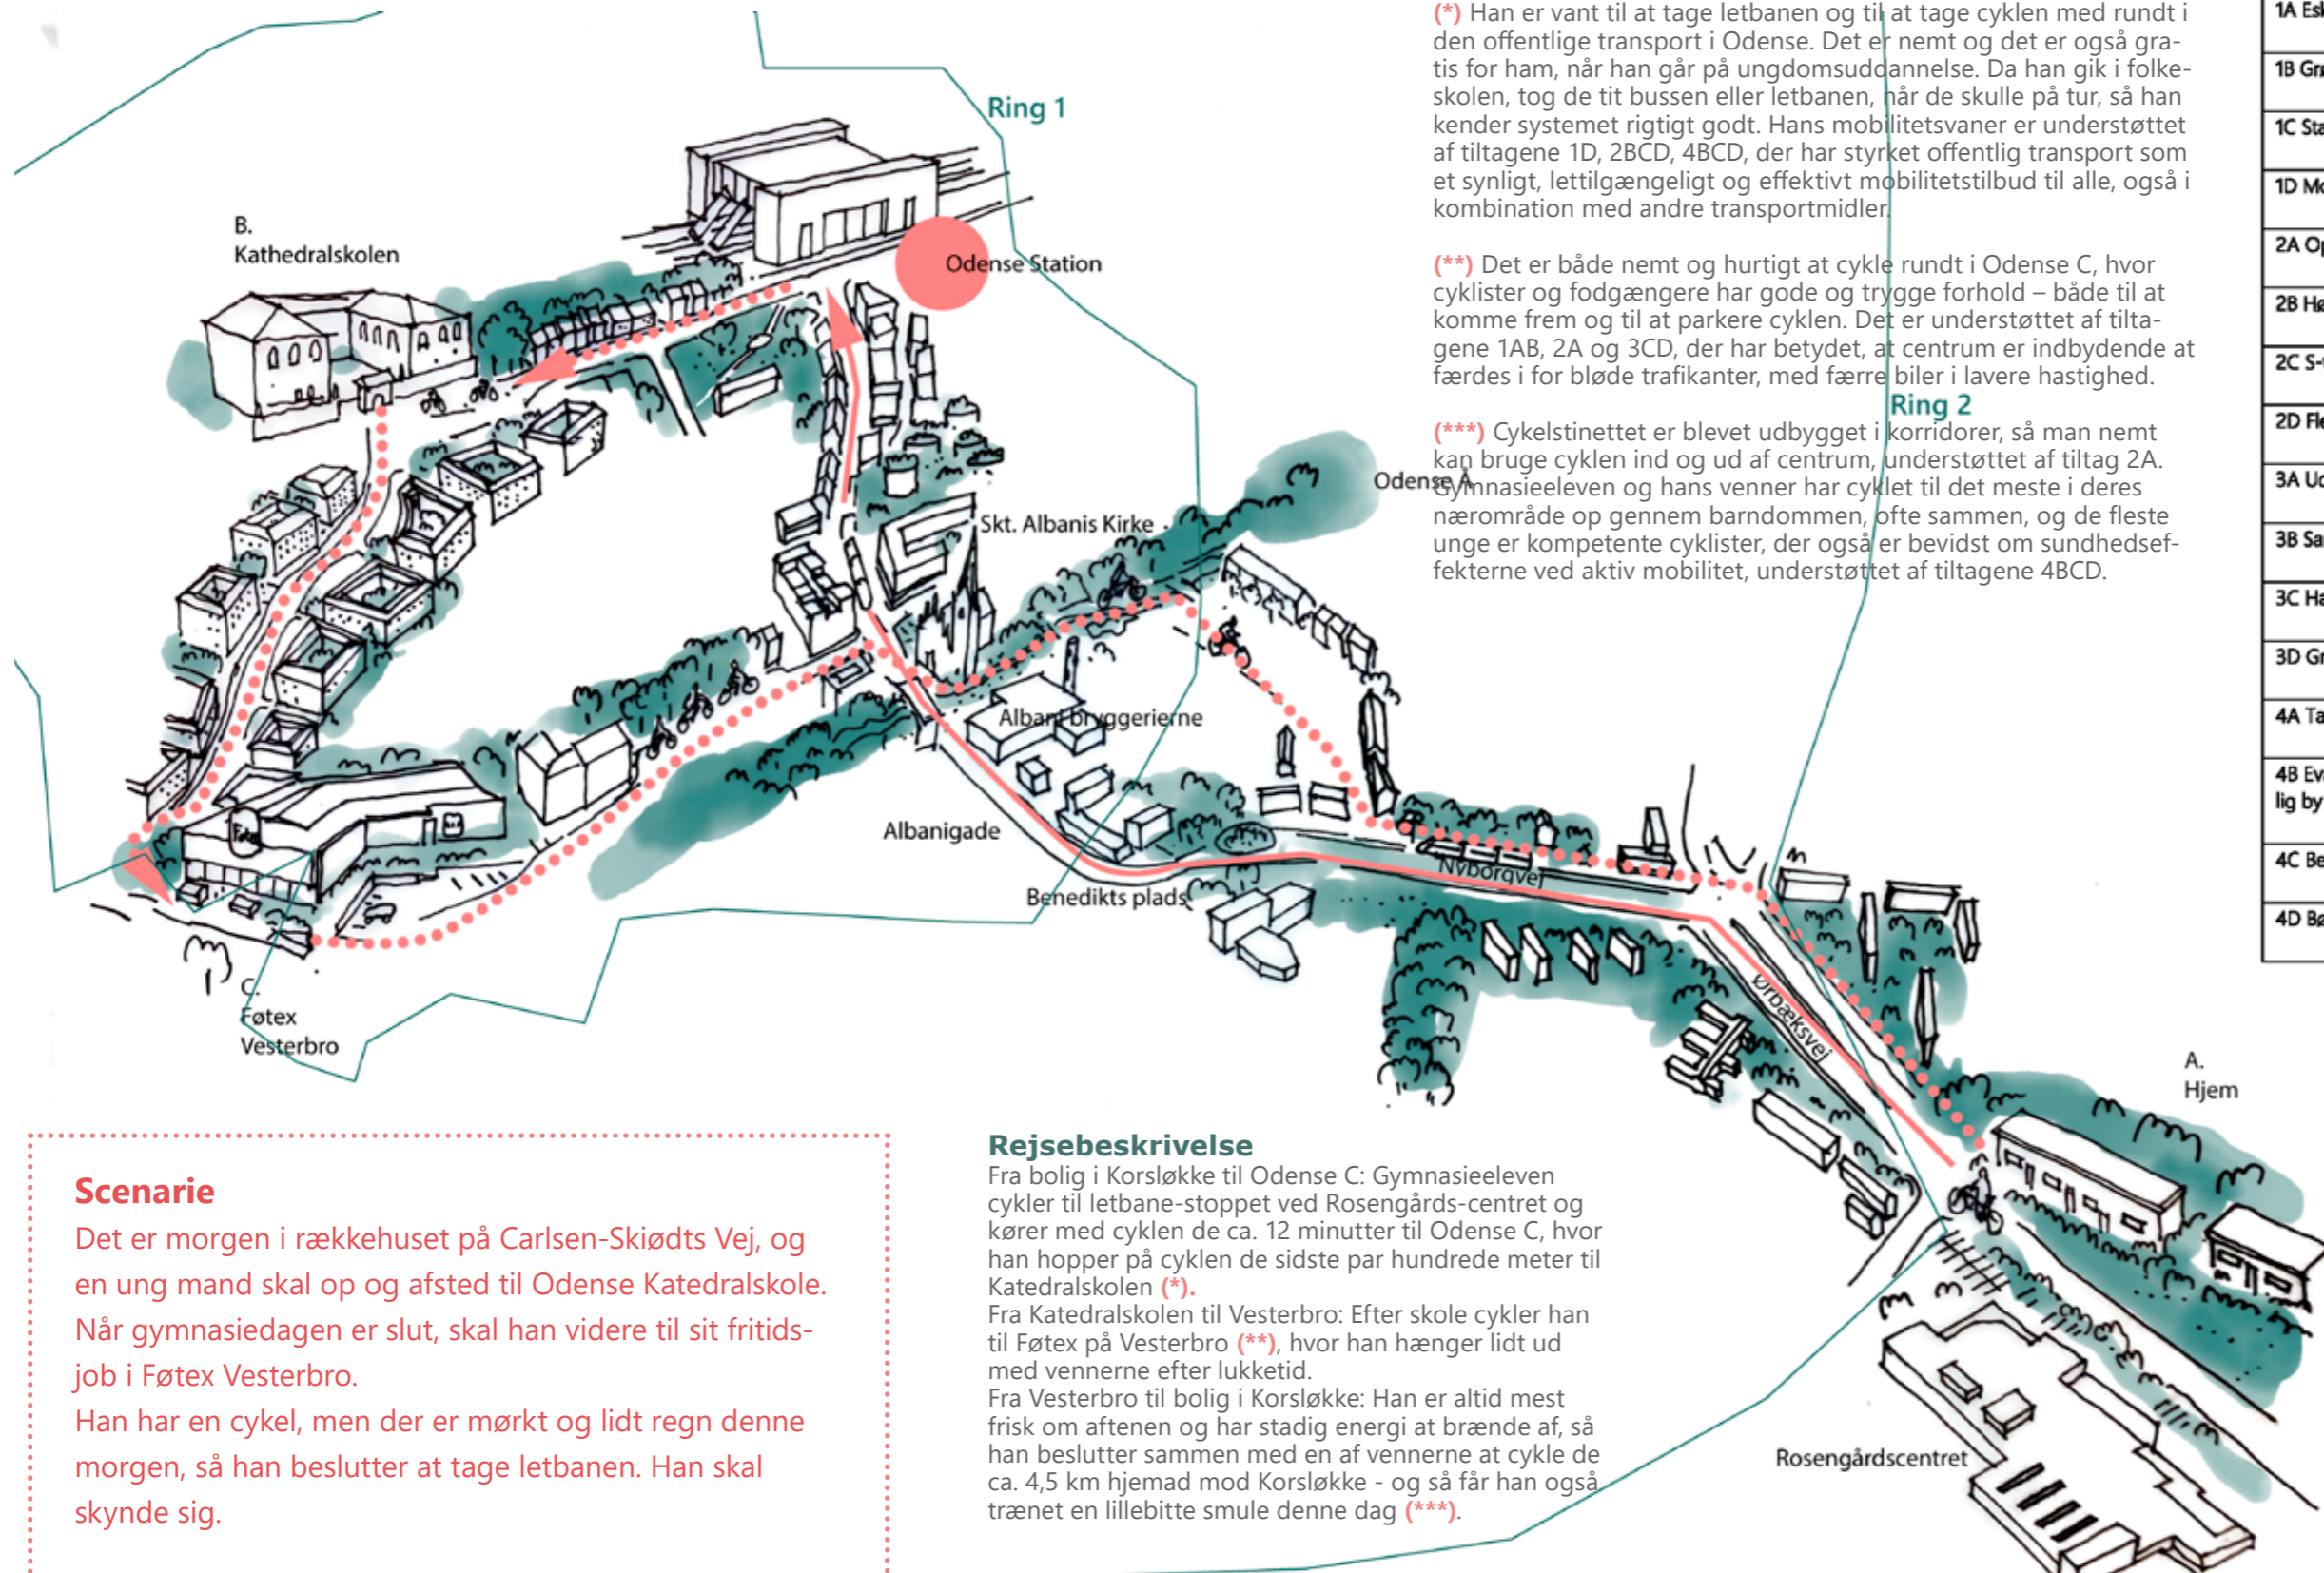 (*) Han er vant til at tage letbanen og til at tage cyklen med rundt i
den offentlige transport i Odense. Det er nemt og det er også gra-
tis for ham, når han går på ungdomsuddannelse. Da han gik i folke-
skolen, tog de tit bussen eller letbanen, når de skulle på tur, så han
kender systemet rigtigt godt. Hans mobilitetsvaner er understøttet
af tiltagene 1D, 2BCD, 4BCD, der har styrket offentlig transport som
et synligt, lettilgængeligt og effektivt mobilitetstilbud til alle, også i
kombination med andre transportmidler.
(**) Det er både nemt og hurtigt at cykle rundt i Odense C, hvor
cyklister og fodgængere har gode og trygge forhold – både til at
komme frem og til at parkere cyklen. Det er understøttet af tilta-
gene 1AB, 2A og 3CD, der har betydet, at centrum er indbydende at
færdes i for bløde trafikanter, med færre biler i lavere hastighed.
(***) Cykelstinettet er blevet udbygget i korridorer, så man nemt
kan bruge cyklen ind og ud af centrum, understøttet af tiltag 2A.
Gymnasieeleven og hans venner har cyklet til det meste i deres
nærområde op gennem barndommen, ofte sammen, og de fleste
unge er kompetente cyklister, der også er bevidst om sundhedsef-
fekterne ved aktiv mobilitet, understøttet af tiltagene 4BCD.
1A
1B
1C
1D
2A
2B
2C S-
2D
3A
3B
3C
3D
4A
4B
lig by
4C
4D
Ring 1
Ring 2
B.
Kathedralskolen
Odense Station
Odense Å
Skt. Albanis Kirke
Albani bryggerierne
Albanigade
Benedikts plads
Nyborgvej
Ørbæksvej
Føtex
C.
Føtex
Vesterbro
A.
Hjem
Rosengårdscentret
Scenarie
Det er morgen i rækkehuset på Carlsen-Skiødts Vej, og
en ung mand skal op og afsted til Odense Katedralskole.
Når gymnasiedagen er slut, skal han videre til sit fritids-
job i Føtex Vesterbro.
Han har en cykel, men der er mørkt og lidt regn denne
morgen, så han beslutter at tage letbanen. Han skal
skynde sig.
Rejsebeskrivelse
Fra bolig i Korsløkke til Odense C: Gymnasieeleven
cykler til letbane-stoppet ved Rosengårds-centret og
kører med cyklen de ca. 12 minutter til Odense C, hvor
han hopper på cyklen de sidste par hundrede meter til
Katedralskolen (*).
Fra Katedralskolen til Vesterbro: Efter skole cykler han
til Føtex på Vesterbro (**), hvor han hænger lidt ud
med vennerne efter lukketid.
Fra Vesterbro til bolig i Korsløkke: Han er altid mest
frisk om aftenen og har stadig energi at brænde af, så
han beslutter sammen med en af vennerne at cykle de
ca. 4,5 km hjemad mod Korsløkke - og så får han også
trænet en lillebitte smule denne dag (***).